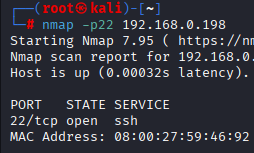 ┌──(root㉿kali)-[~]
└─# nmap -p22 192.168.0.198
Starting Nmap 7.95 ( https://nm
Nmap scan report for 192.168.0.
Host is up (0.00032s latency).

PORT   STATE SERVICE
22/tcp open  ssh
MAC Address: 08:00:27:59:46:92